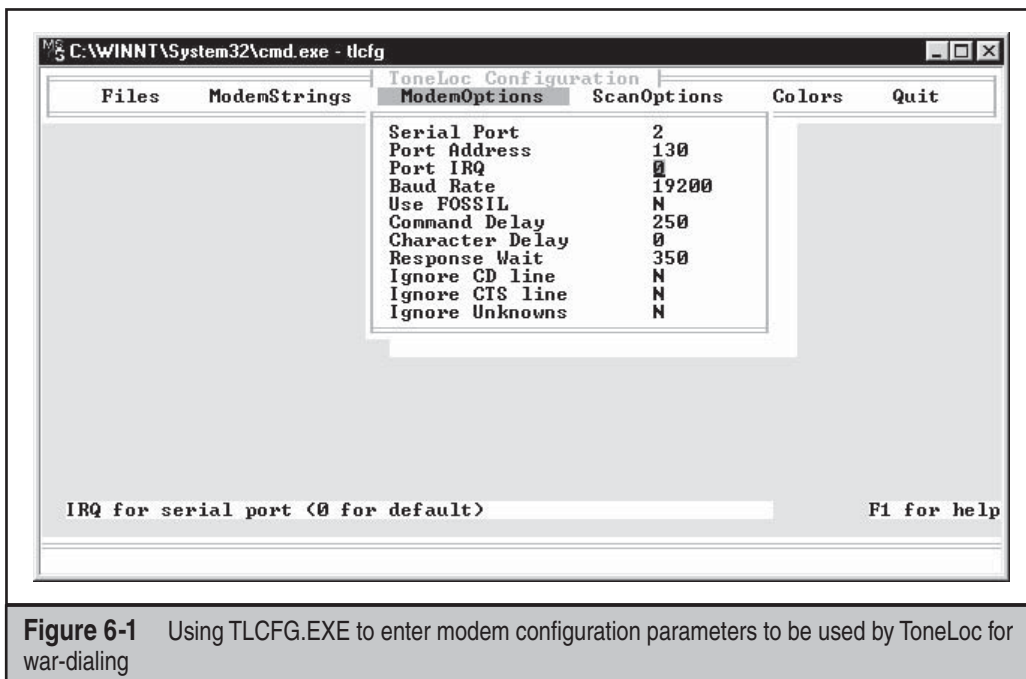 C:\WINNT\System32\cmd.exe - tlcfg
ToneLoc Configuration
Files ModemStrings ModemOptions ScanOptions Colors Quit
Serial Port 2
Port Address 130
Port IRQ 0
Baud Rate 19200
Use FOSSIL N
Command Delay 250
Character Delay 0
Response Wait 350
Ignore CD line N
Ignore CTS line N
Ignore Unknowns N
IRQ for serial port (0 for default) F1 for help
Figure 6-1 Using TLCFG.EXE to enter modem configuration parameters to be used by ToneLoc for
war-dialing